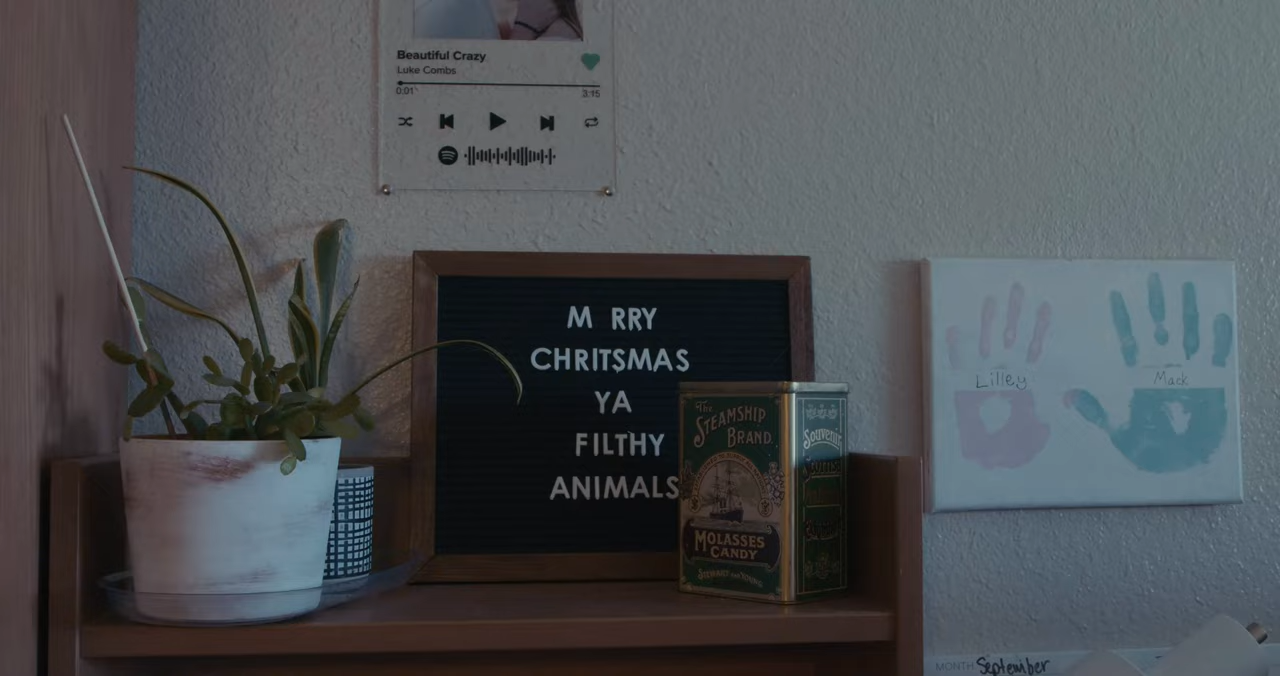 Beautiful Crazy
Luke Combs
0:01 3:15
M RRY
CHRITSMAS
YA
FILTHY
ANIMALS
The
STEAMSHIP
BRAND
MOLASSES
CANDY
Souvenir
Lilley
Mack
MONTH September